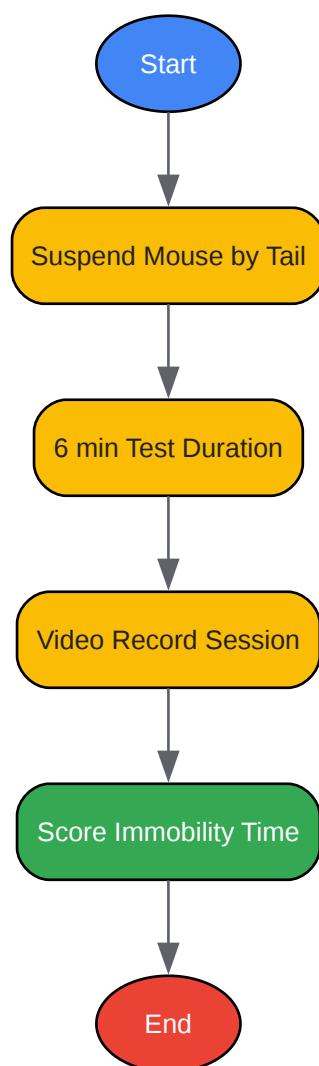 Start
Suspend Mouse by Tail
6 min Test Duration
Video Record Session
Score Immobility Time
End